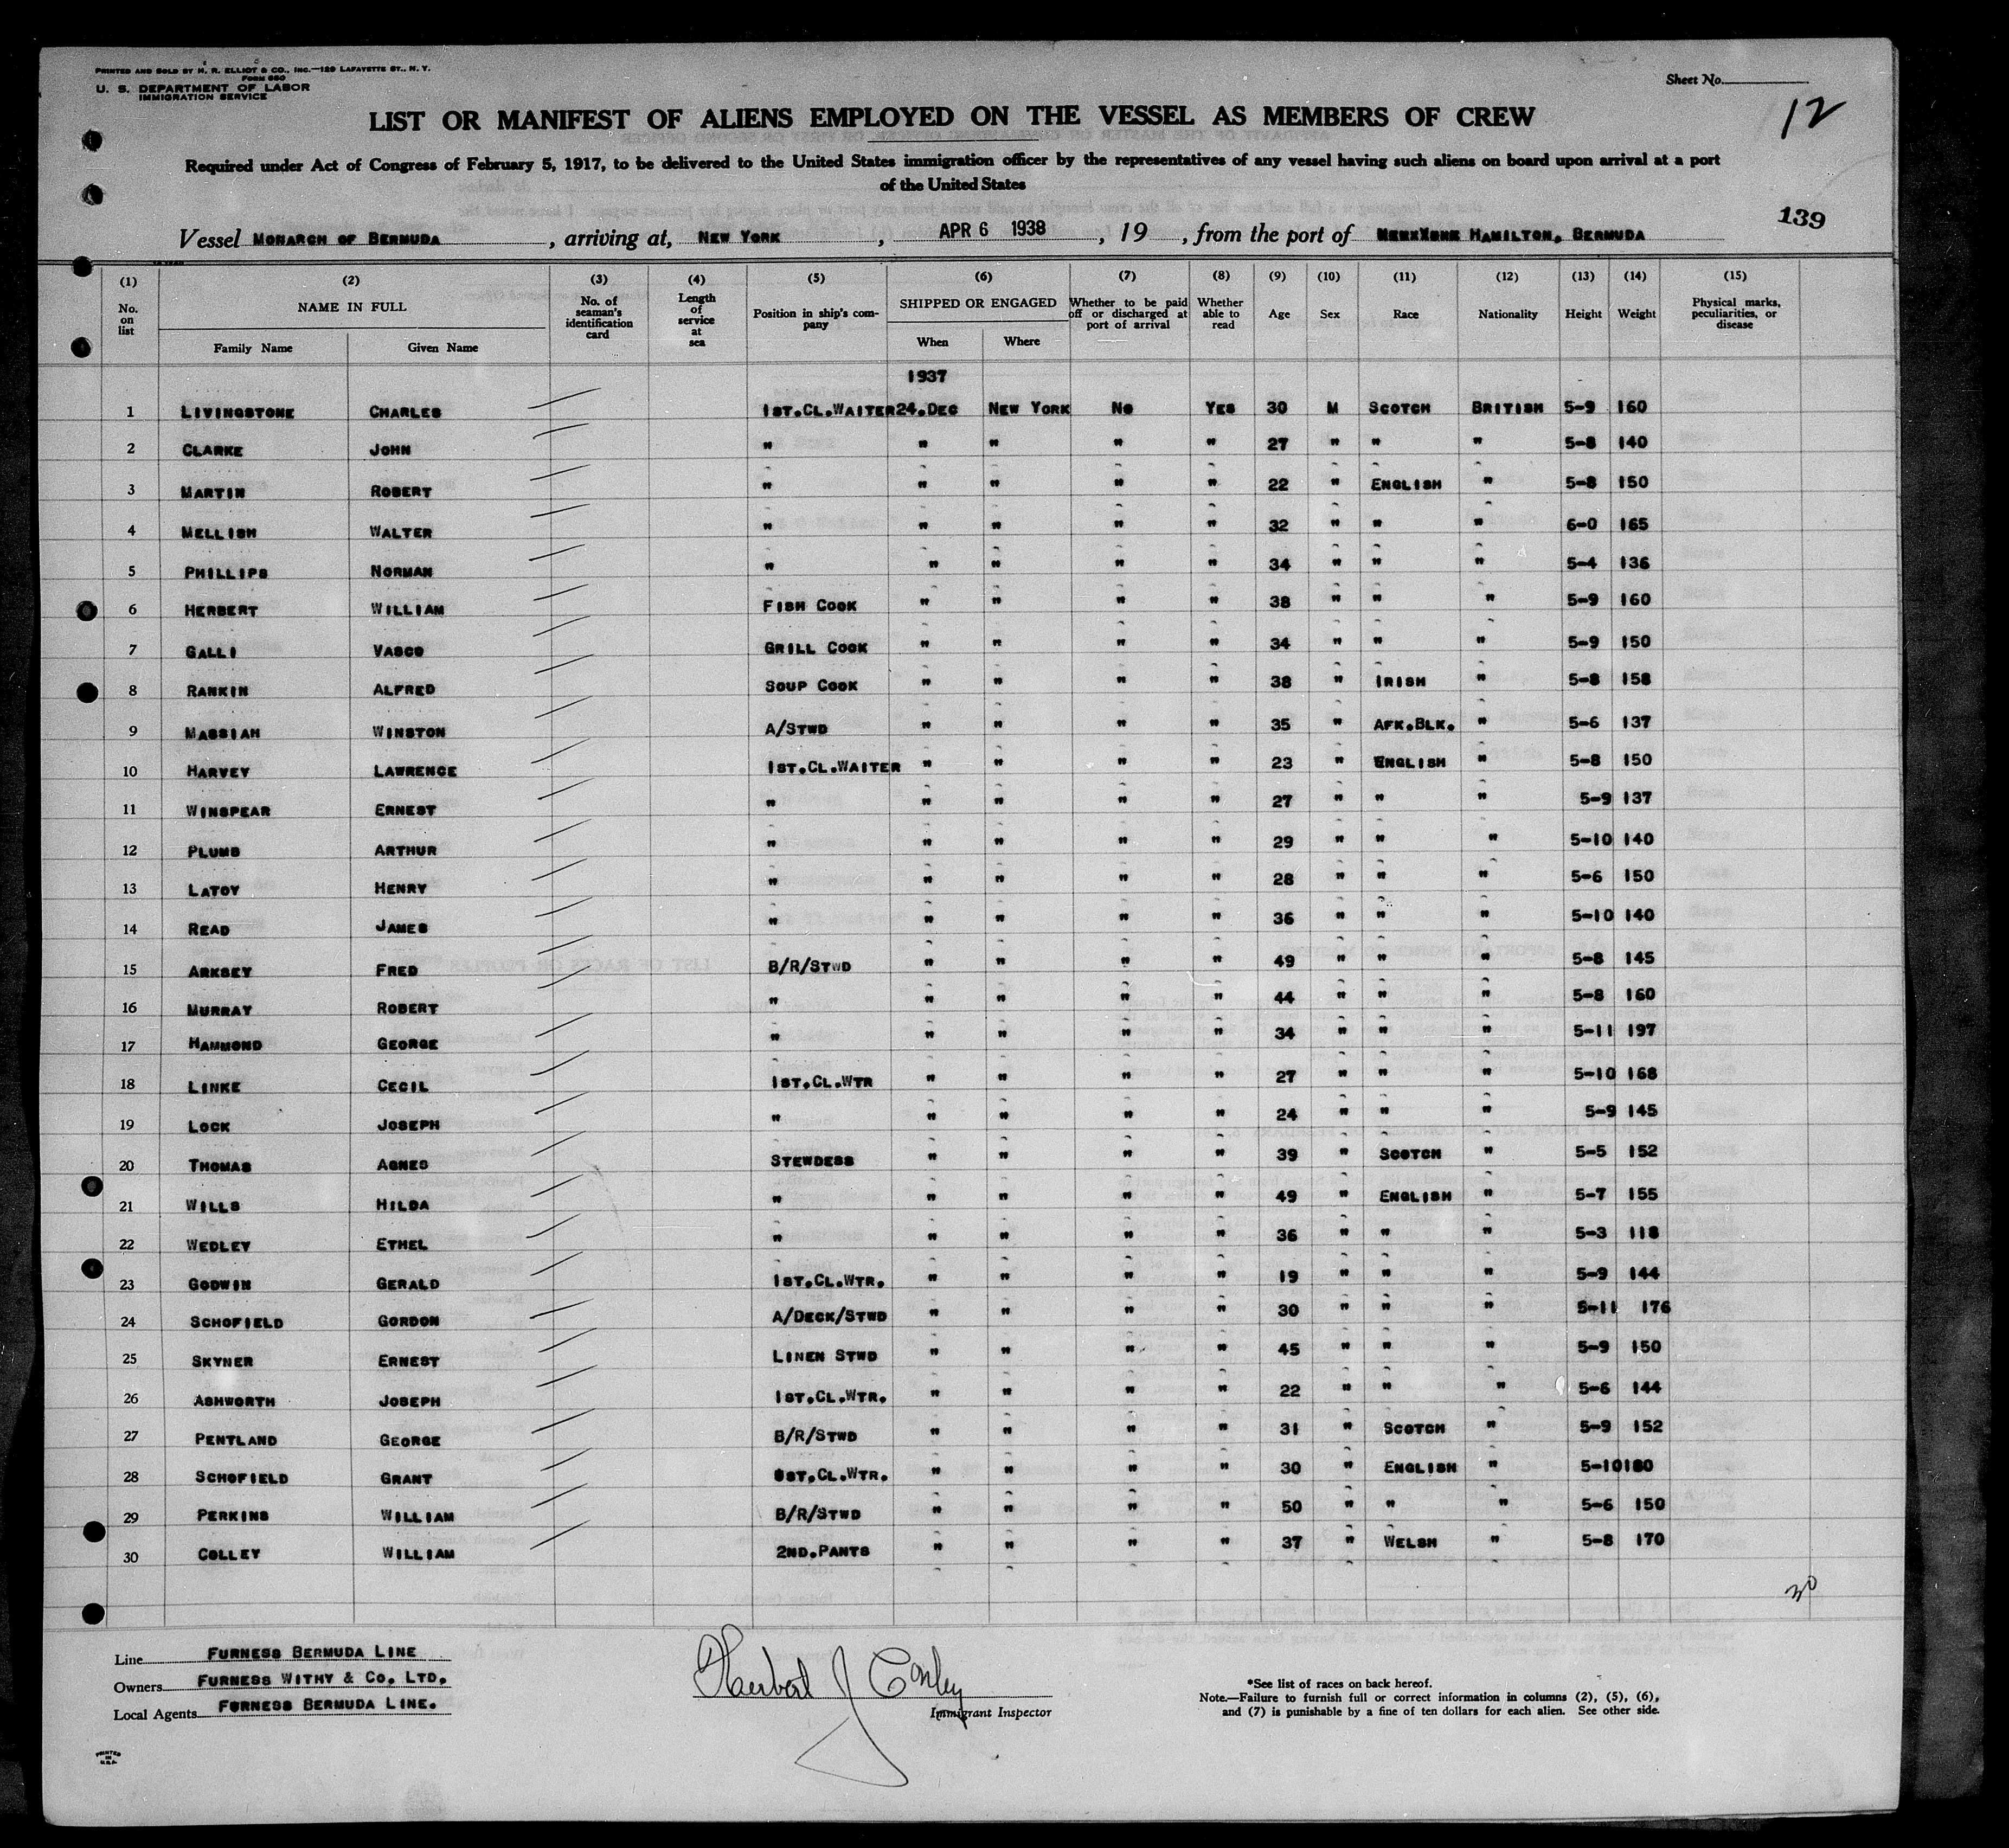 PRINTED AND SOLD BY H. R. ELLIOT & CO., INC.—129 LAFAYETTE ST., N. Y.
FORM 680
U. S. DEPARTMENT OF LABOR
IMMIGRATION SERVICE
Sheet No.
12
LIST OR MANIFEST OF ALIENS EMPLOYED ON THE VESSEL AS MEMBERS OF CREW
Required under Act of Congress of February 5, 1917, to be delivered to the United States immigration officer by the representatives of any vessel having such aliens on board upon arrival at a port
of the United States
139
Vessel MONARCH OF BERMUDA, arriving at, NEW YORK, APR 6 1938, 19, from the port of HAMILTON, BERMUDA
(1) (2) (3) (4) (5) (6) (7) (8) (9) (10) (11) (12) (13) (14) (15)
No. on list NAME IN FULL Family Name Given Name No. of seaman's identification card Length of service at sea Position in ship's company SHIPPED OR ENGAGED When Where Whether to be paid off or discharged at port of arrival Whether able to read Age Sex Race Nationality Height Weight Physical marks, peculiarities, or disease
1937
1 LIVINGSTONE CHARLES 1ST.CL.WAITER 24.DEC NEW YORK NO YES 30 M SCOTCH BRITISH 5-9 160
2 CLARKE JOHN " " " " " 27 " " " 5-8 140
3 MARTIN ROBERT " " " " " 22 " ENGLISH " 5-8 150
4 MELLISH WALTER " " " " " 32 " " " 6-0 165
5 PHILLIPS NORMAN " " " " " 34 " " " 5-4 136
6 HERBERT WILLIAM FISH COOK " " " " 38 " " " 5-9 160
7 GALLI VASCO GRILL COOK " " " " 34 " " " 5-9 150
8 RANKIN ALFRED SOUP COOK " " " " 38 " IRISH " 5-8 158
9 MASSIAH WINSTON A/STWD " " " " 35 " AFK.BLK. " 5-6 137
10 HARVEY LAWRENCE 1ST.CL.WAITER " " " " 23 " ENGLISH " 5-8 150
11 WINSPEAR ERNEST " " " " " 27 " " " 5-9 137
12 PLUMB ARTHUR " " " " " 29 " " " 5-10 140
13 LATOY HENRY " " " " " 28 " " " 5-6 150
14 READ JAMES " " " " " 36 " " " 5-10 140
15 ARKSEY FRED B/R/STWD " " " " 49 " " " 5-8 145
16 MURRAY ROBERT " " " " " 44 " " " 5-8 160
17 HAMMOND GEORGE " " " " " 34 " " " 5-11 197
18 LINKE CECIL 1ST.CL.WTR " " " " 27 " " " 5-10 168
19 LOCK JOSEPH " " " " " 24 " " " 5-9 145
20 THOMAS AGNES STEWDESS " " " " 39 " SCOTCH " 5-5 152
21 WILLS HILDA " " " " " 49 " ENGLISH " 5-7 155
22 WEDLEY ETHEL " " " " " 36 " " " 5-3 118
23 GODWIN GERALD 1ST.CL.WTR. " " " " 19 " " " 5-9 144
24 SCHOFIELD GORDON A/DECK/STWD " " " " 30 " " " 5-11 176
25 SKYNER ERNEST LINEN STWD " " " " 45 " " " 5-9 150
26 ASHWORTH JOSEPH 1ST.CL.WTR. " " " " 22 " " " 5-6 144
27 PENTLAND GEORGE B/R/STWD " " " " 31 " SCOTCH " 5-9 152
28 SCHOFIELD GRANT 1ST.CL.WTR. " " " " 30 " ENGLISH " 5-10 180
29 PERKINS WILLIAM B/R/STWD " " " " 50 " " " 5-6 150
30 COLLEY WILLIAM 2ND.PANTS " " " " 37 " WELSH " 5-8 170
30
Line FURNESS BERMUDA LINE
Owners FURNESS WITHY & CO. LTD.
Local Agents FURNESS BERMUDA LINE.
Herbert J Conley
Immigrant Inspector
*See list of races on back hereof.
Note.—Failure to furnish full or correct information in columns (2), (5), (6),
and (7) is punishable by a fine of ten dollars for each alien. See other side.
PRINTED
IN
U.S.A.